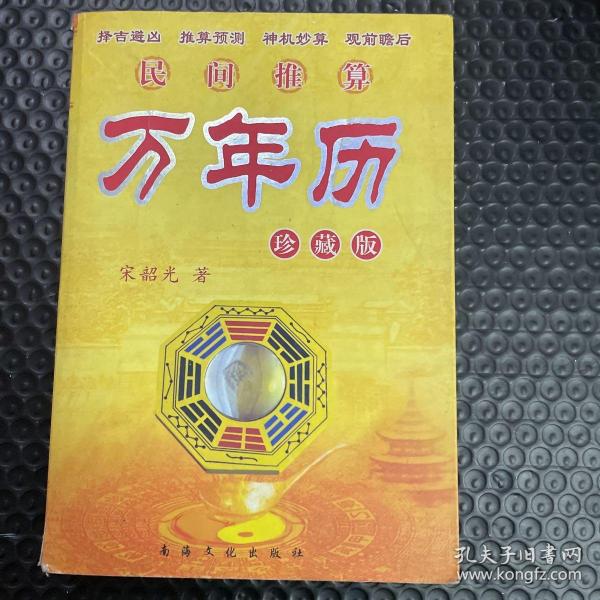 择吉避凶 推算预测 神机妙算 观前瞻后
民间推算
万年历
珍藏版
宋韶光 著
南海文化出版社
孔夫子旧书网
www.kongfz.com